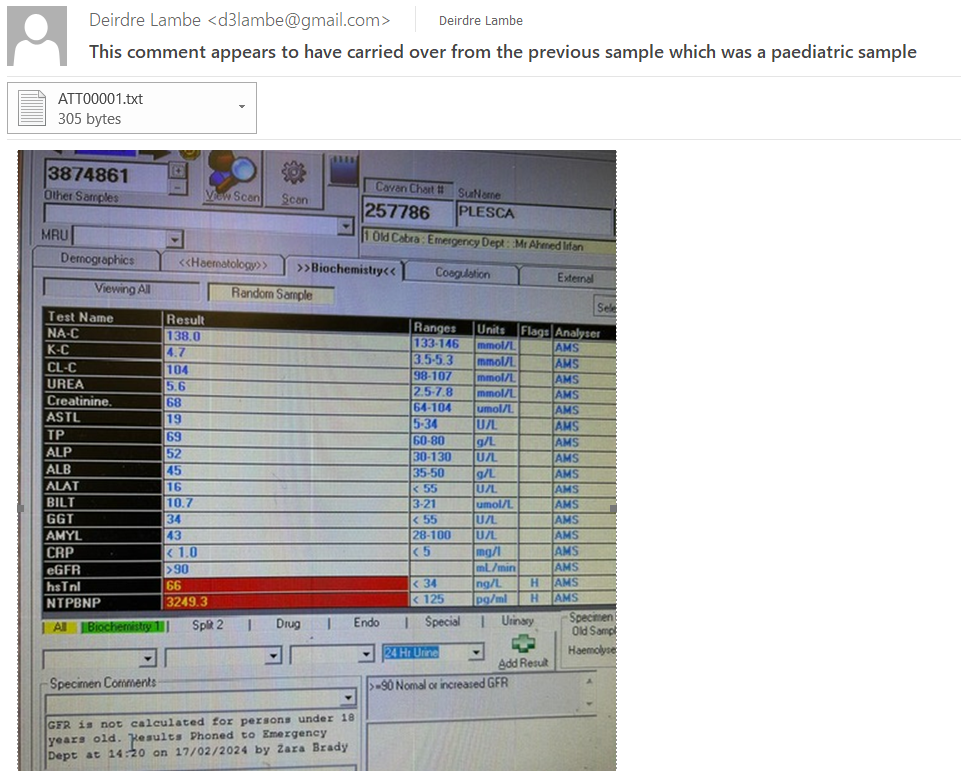 Deirdre Lambe <d3lambe@gmail.com> Deirdre Lambe
This comment appears to have carried over from the previous sample which was a paediatric sample
ATT00001.txt
305 bytes
3874861
View Scan Scan
Other Samples
Cavan Chart # SurName
257786 PLESCA
MRU
1 Old Cabra : Emergency Dept : :Mr Ahmed Irfan
Demographics <<Haematology>> >>Biochemistry<< Coagulation External
Viewing All Random Sample
Sele
Test Name Result Ranges Units Flags Analyser
NA-C 138.0 133-146 mmol/L AMS
K-C 4.7 3.5-5.3 mmol/L AMS
CL-C 104 98-107 mmol/L AMS
UREA 5.6 2.5-7.8 mmol/L AMS
Creatinine. 68 64-104 umol/L AMS
ASTL 19 5-34 U/L AMS
TP 69 60-80 g/L AMS
ALP 52 30-130 U/L AMS
ALB 45 35-50 g/L AMS
ALAT 16 < 55 U/L AMS
BILT 10.7 3-21 umol/L AMS
GGT 34 < 55 U/L AMS
AMYL 43 28-100 U/L AMS
CRP < 1.0 < 5 mg/l AMS
eGFR >90 mL/min AMS
hsTnI 66 < 34 ng/L H AMS
NTPBNP 3249.3 < 125 pg/ml H AMS
All Biochemistry 1 | Split 2 | Drug | Endo | Special | Urinary
Specimen
Old Sampl
Haemolyse
24 Hr Urine
Add Result
Specimen Comments
>=90 Normal or increased GFR
GFR is not calculated for persons under 18
years old. Results Phoned to Emergency
Dept at 14:20 on 17/02/2024 by Zara Brady